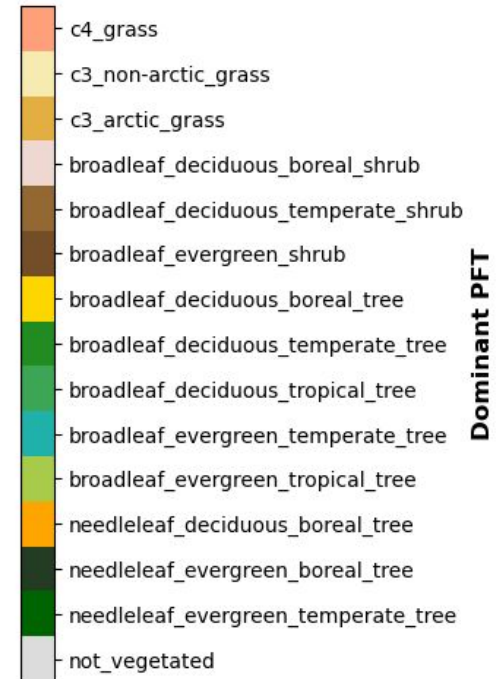 c4_grass
c3_non-arctic_grass
c3_arctic_grass
broadleaf_deciduous_boreal_shrub
broadleaf_deciduous_temperate_shrub
broadleaf_evergreen_shrub
broadleaf_deciduous_boreal_tree
broadleaf_deciduous_temperate_tree
broadleaf_deciduous_tropical_tree
broadleaf_evergreen_temperate_tree
broadleaf_evergreen_tropical_tree
needleleaf_deciduous_boreal_tree
needleleaf_evergreen_boreal_tree
needleleaf_evergreen_temperate_tree
not_vegetated
Dominant PFT